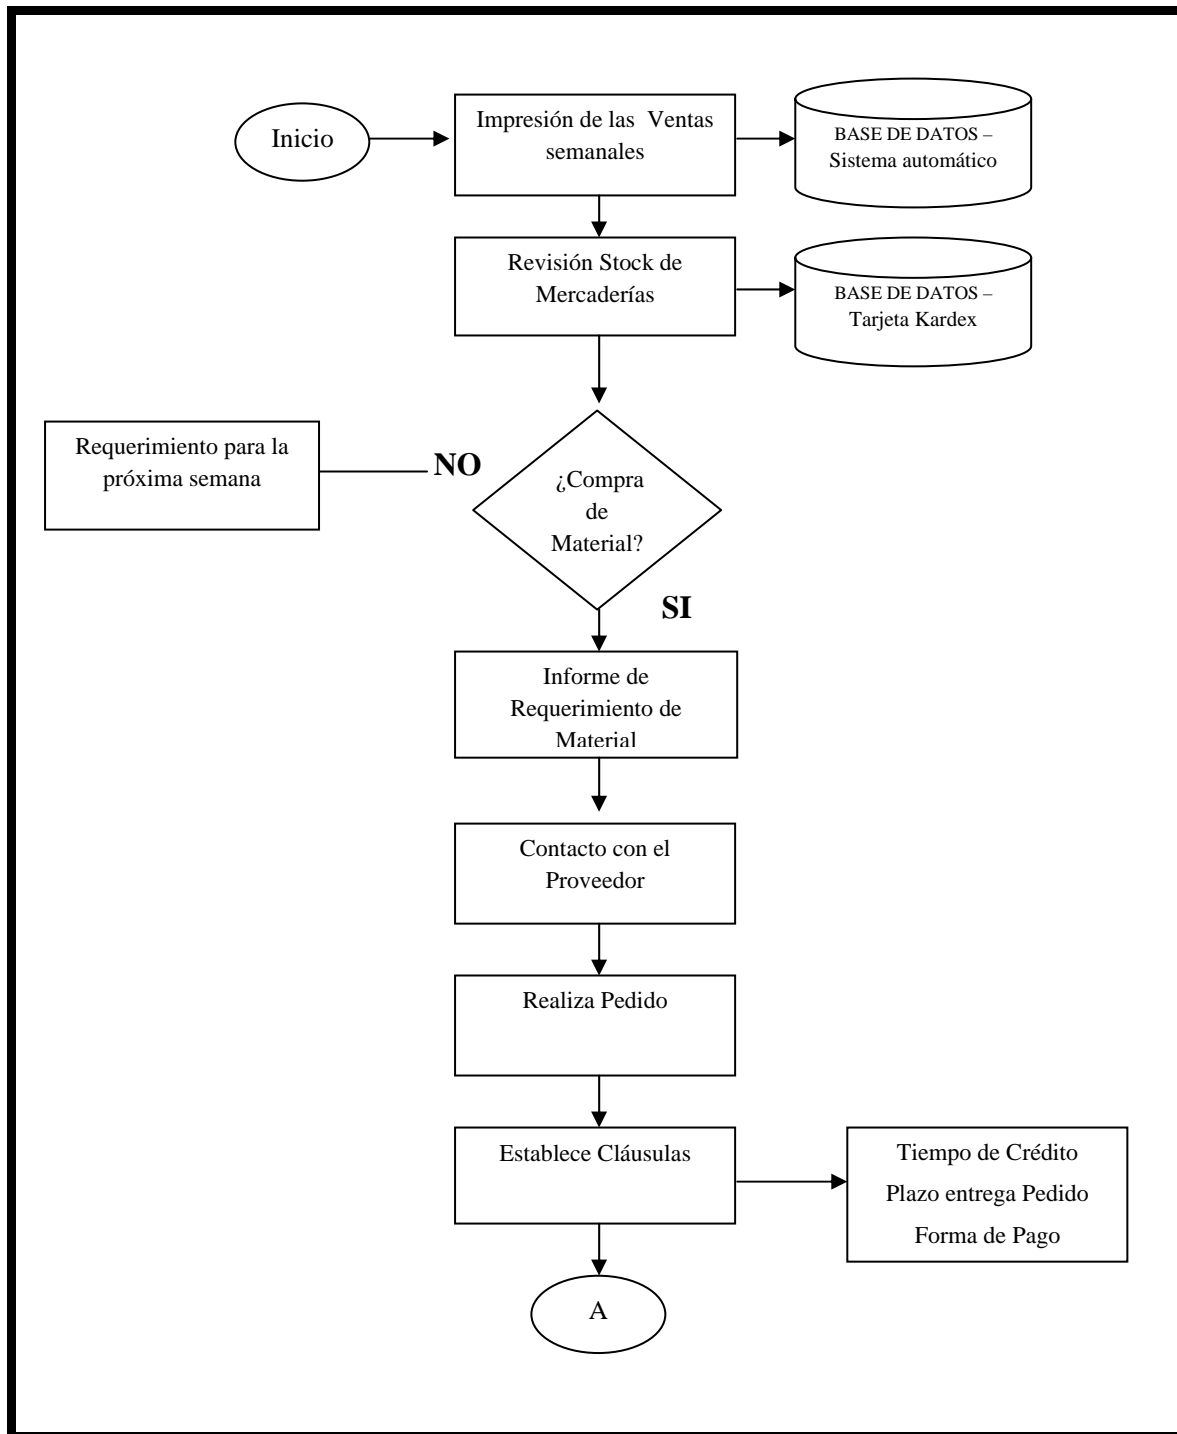 Inicio
Impresión de las Ventas
semanales
BASE DE DATOS –
Sistema automático
Revisión Stock de
Mercaderías
BASE DE DATOS –
Tarjeta Kardex
Requerimiento para la
próxima semana
NO
¿Compra
de
Material?
SI
Informe de
Requerimiento de
Material
Contacto con el
Proveedor
Realiza Pedido
Establece Cláusulas
Tiempo de Crédito
Plazo entrega Pedido
Forma de Pago
A